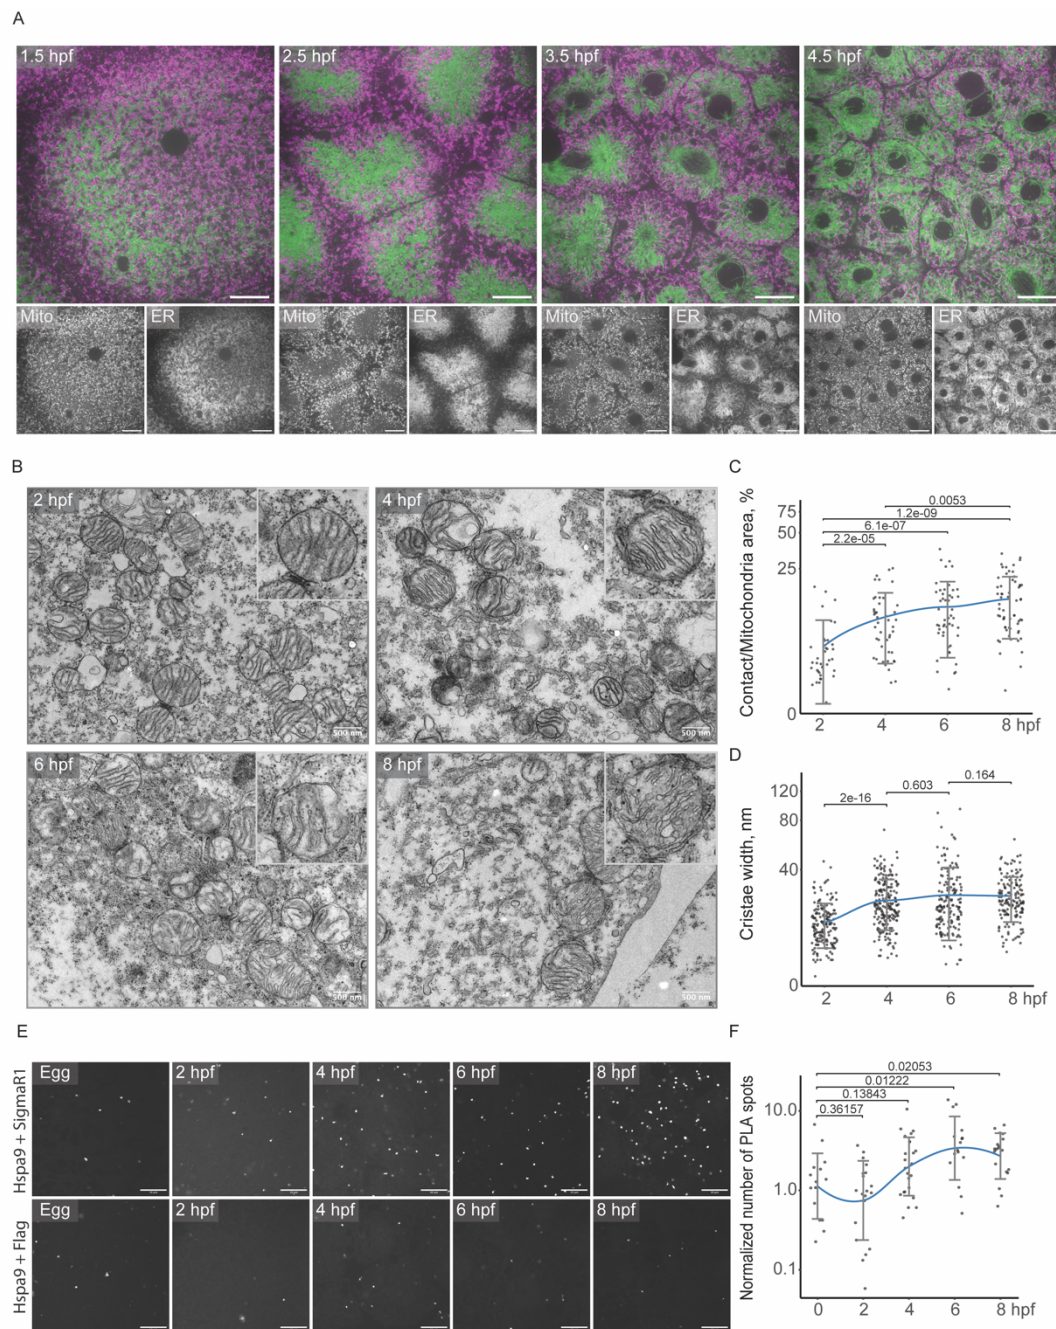 A
1.5 hpf
2.5 hpf
3.5 hpf
4.5 hpf
Mito
ER
Mito
ER
Mito
ER
Mito
ER
B
2 hpf
500 nm
4 hpf
500 nm
6 hpf
500 nm
8 hpf
500 nm
C
Contact/Mitochondria area, %
75
50
25
0
0.0053
1.2e-09
6.1e-07
2.2e-05
2 4 6 8 hpf
D
Cristae width, nm
120
80
40
0
0.164
0.603
2e-16
2 4 6 8 hpf
E
Hspa9 + SigmaR1
Egg
2 hpf
4 hpf
6 hpf
8 hpf
Hspa9 + Flag
Egg
2 hpf
4 hpf
6 hpf
8 hpf
F
Normalized number of PLA spots
10.0
1.0
0.1
0.02053
0.01222
0.13843
0.36157
0 2 4 6 8 hpf